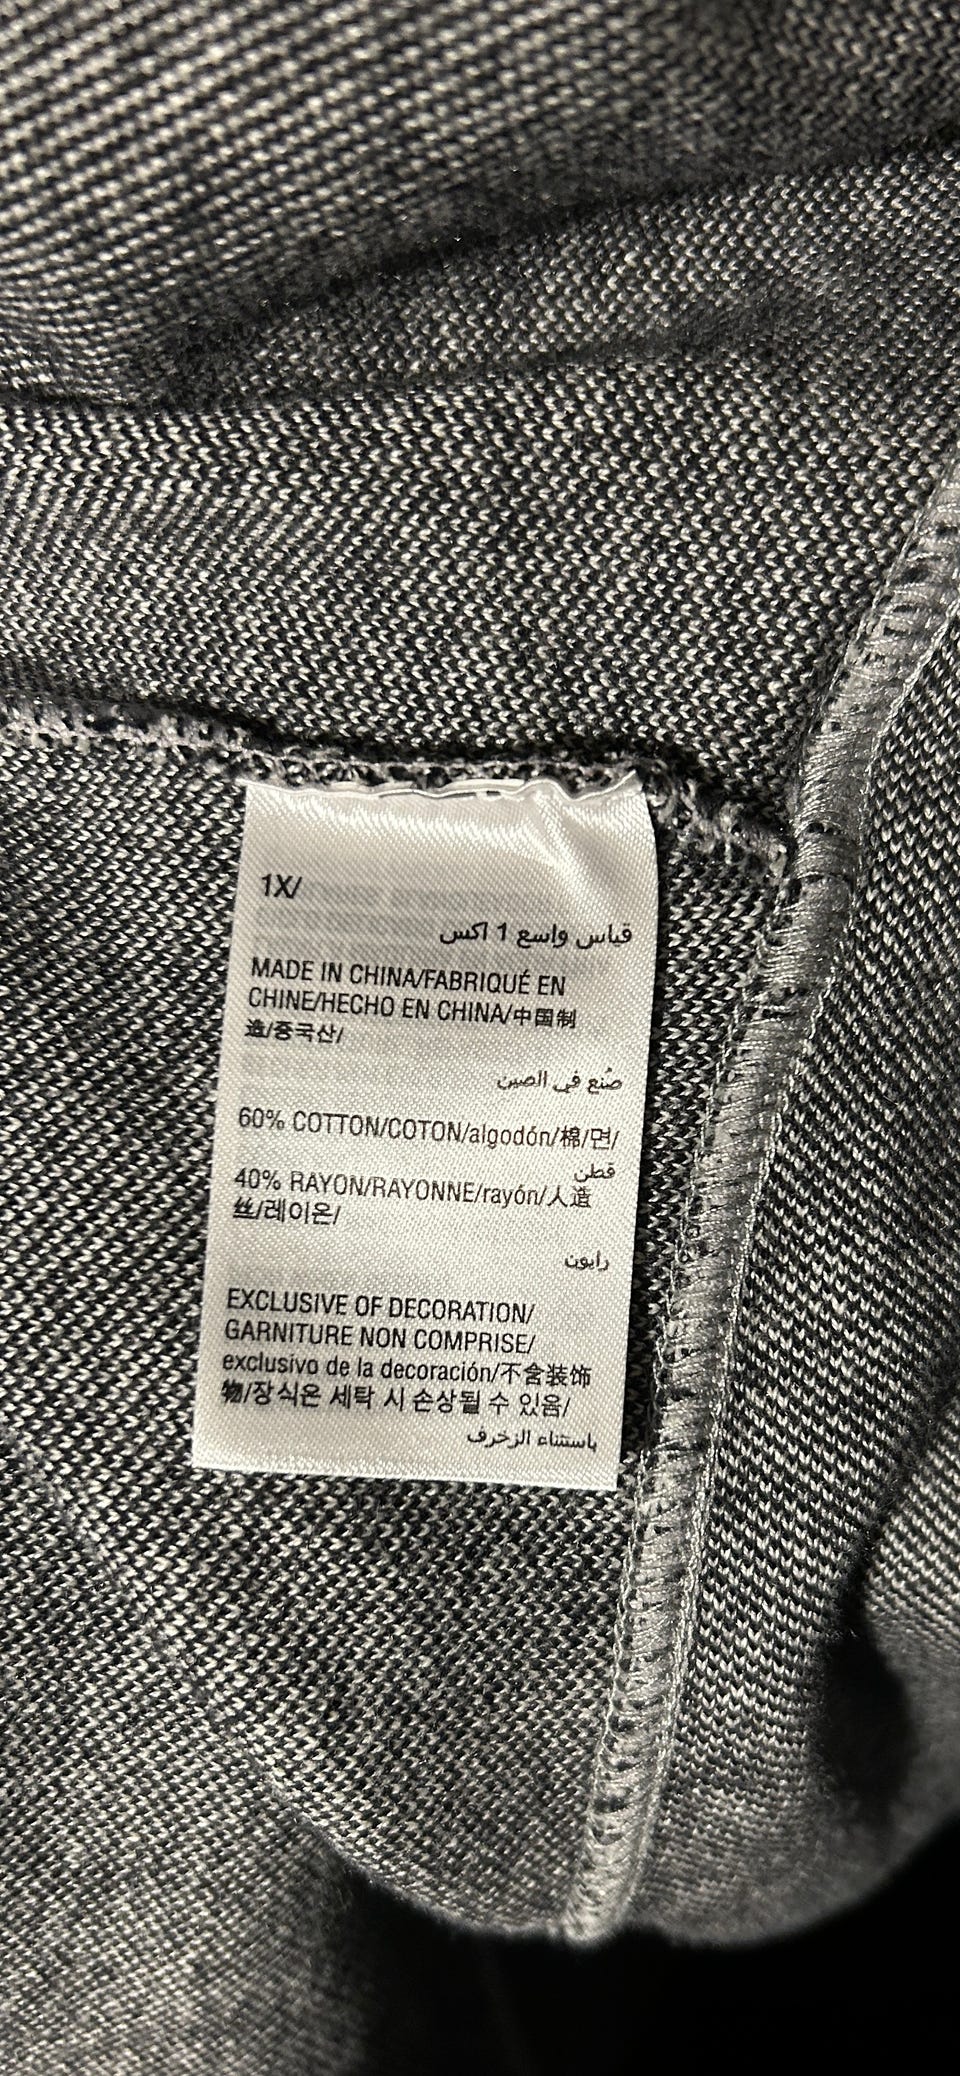 1X/
قياس واسع 1 اكس
MADE IN CHINA/FABRIQUÉ EN
CHINE/HECHO EN CHINA/中国制
造/중국산/
صُنع في الصين
60% COTTON/COTON/algodón/棉/면/
قطن
40% RAYON/RAYONNE/rayón/人造
丝/레이온/
رايون
EXCLUSIVE OF DECORATION/
GARNITURE NON COMPRISE/
exclusivo de la decoración/不含装饰
物/장식은 세탁 시 손상될 수 있음/
باستثناء الزخرف